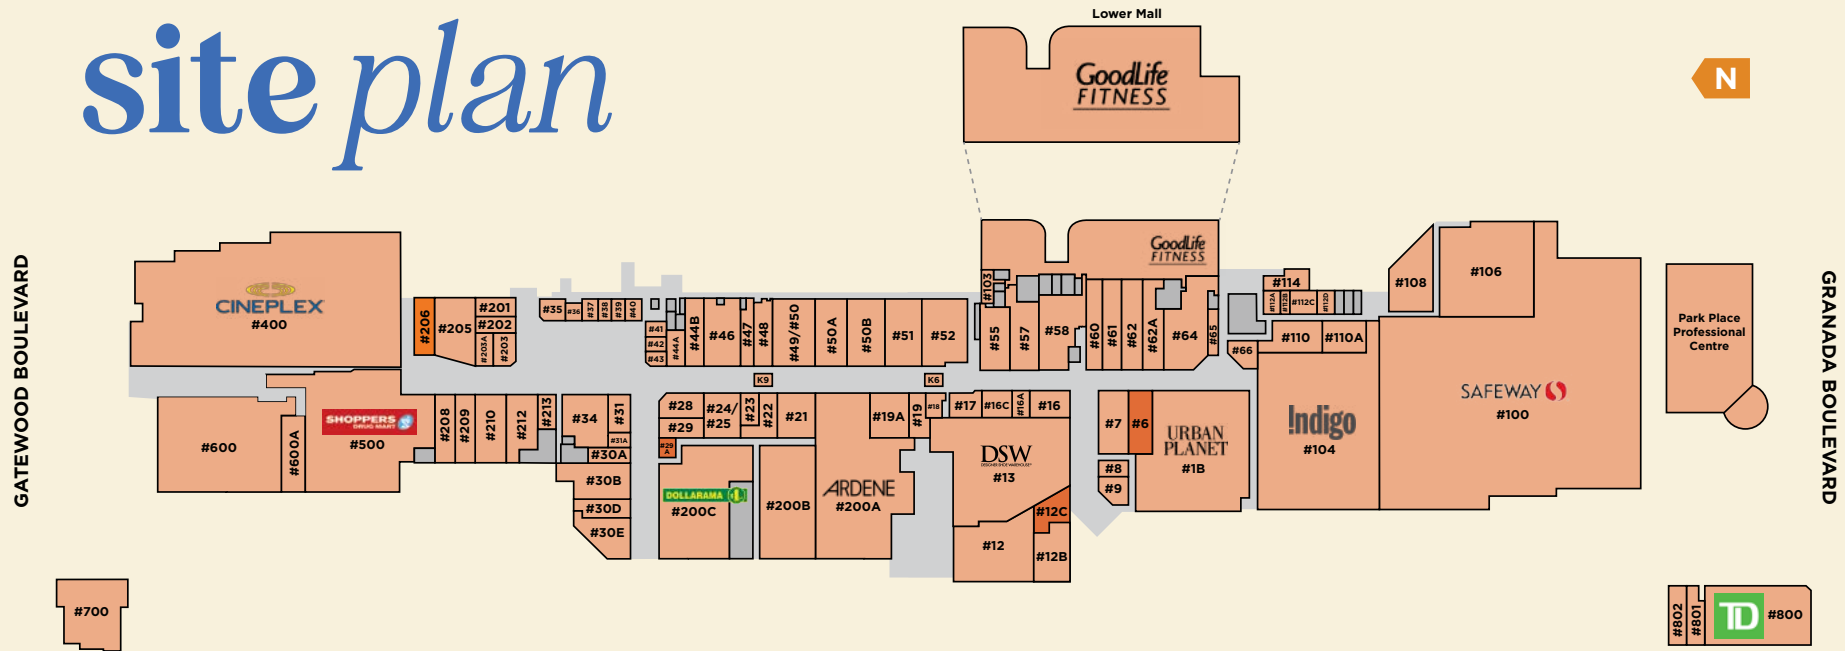 site plan
Lower Mall
GoodLife
FITNESS
N
GATEWOOD BOULEVARD
GRANADA BOULEVARD
CINEPLEX
#400
#206
#205
#201
#202
#203A
#203
#35
#36
#37
#38
#39
#40
#41
#42
#43
#44A
#44B
#46
#47
#48
#49/#50
#50A
#50B
#51
#52
#103
#55
#57
#58
#60
#61
#62
#62A
#64
#65
GoodLife
FITNESS
#66
#114
#112A
#112B
#112C
#112D
#110
#110A
#108
#106
Park Place
Professional
Centre
K9
K6
#600
#600A
SHOPPERS
DRUG MART
#500
#208
#209
#210
#212
#213
#34
#31
#31A
#30A
#30B
#30D
#30E
#28
#29
#29
A
#24/
#25
#23
#22
#21
#19A
#19
#18
#17
#16C
#16A
#16
DOLLARAMA
#200C
#200B
ARDENE
#200A
DSW
DESIGNER SHOE WAREHOUSE
#13
#12
#12C
#12B
#7
#6
#8
#9
URBAN
PLANET
#1B
Indigo
#104
SAFEWAY
#100
#700
#802
#801
TD
#800